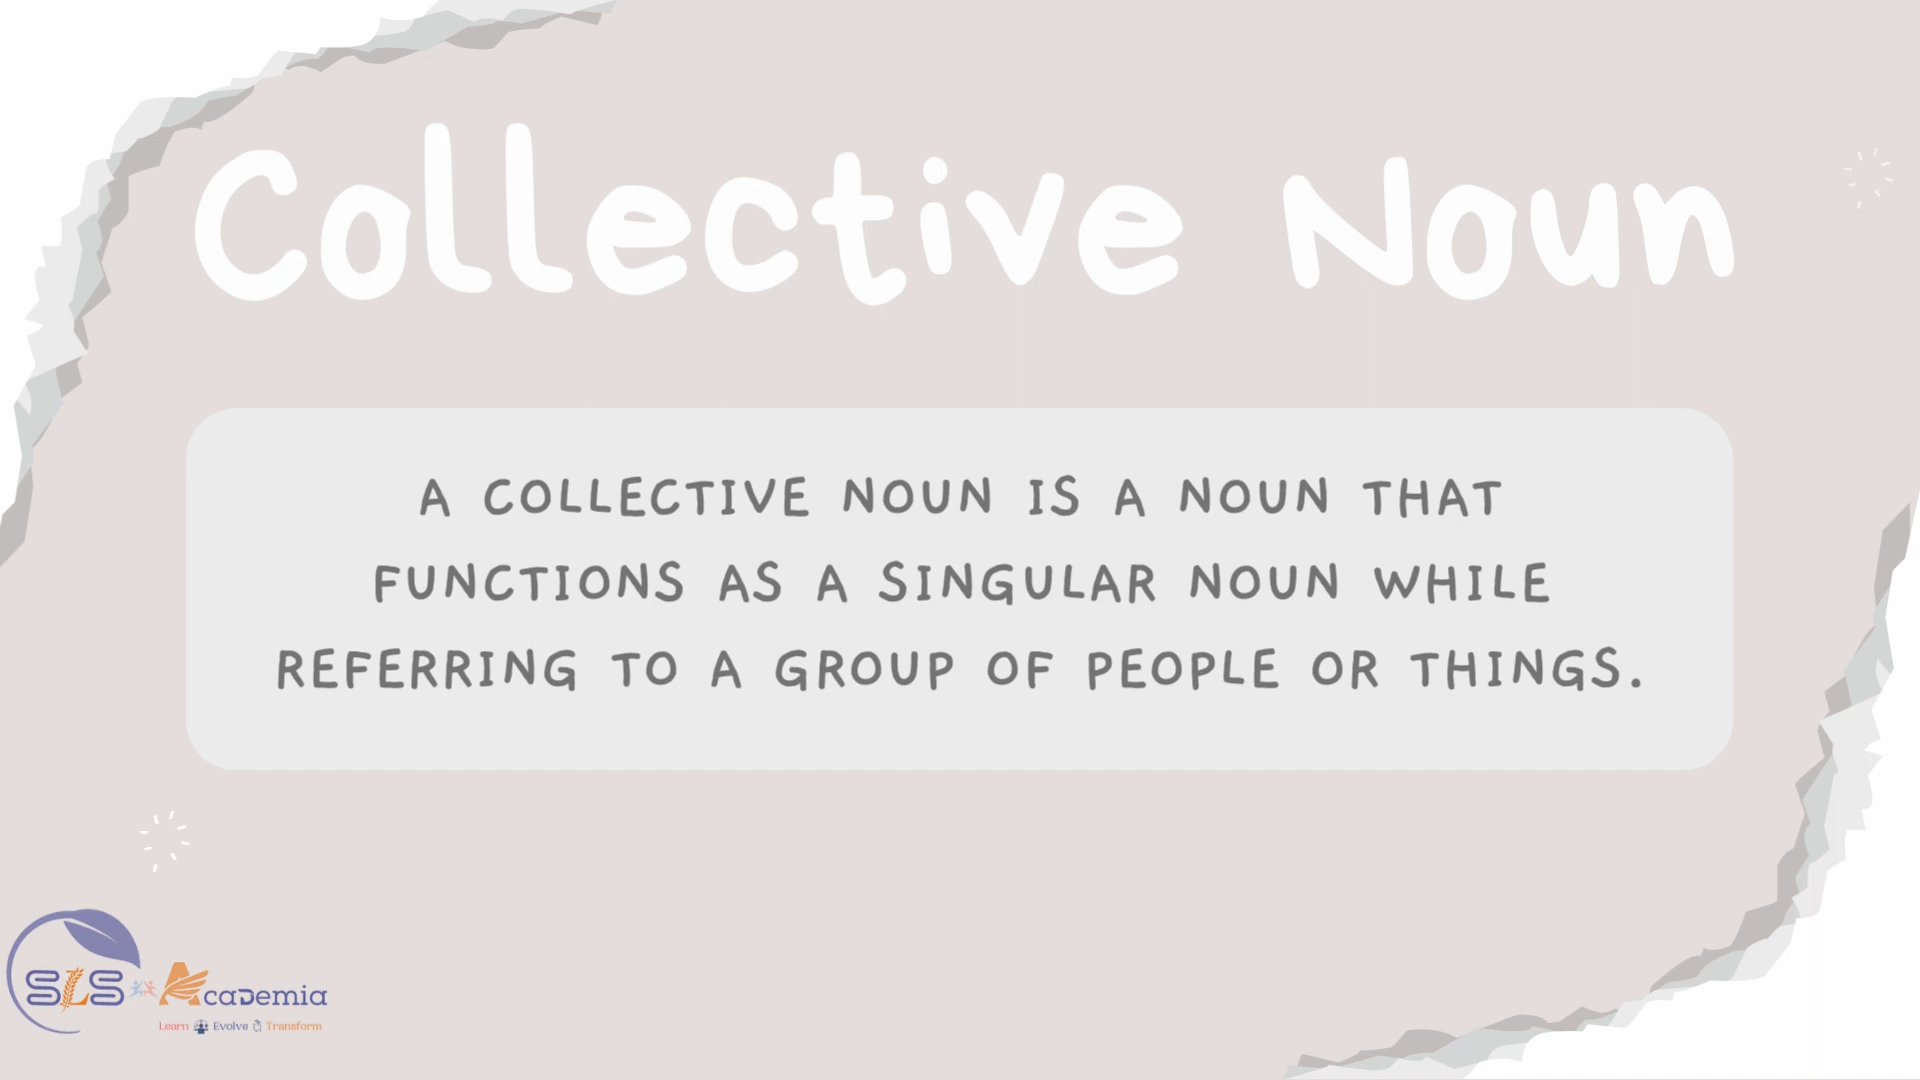 Collective Noun
A COLLECTIVE NOUN IS A NOUN THAT
FUNCTIONS AS A SINGULAR NOUN WHILE
REFERRING TO A GROUP OF PEOPLE OR THINGS.
SLS Academia
Learn Evolve Transform